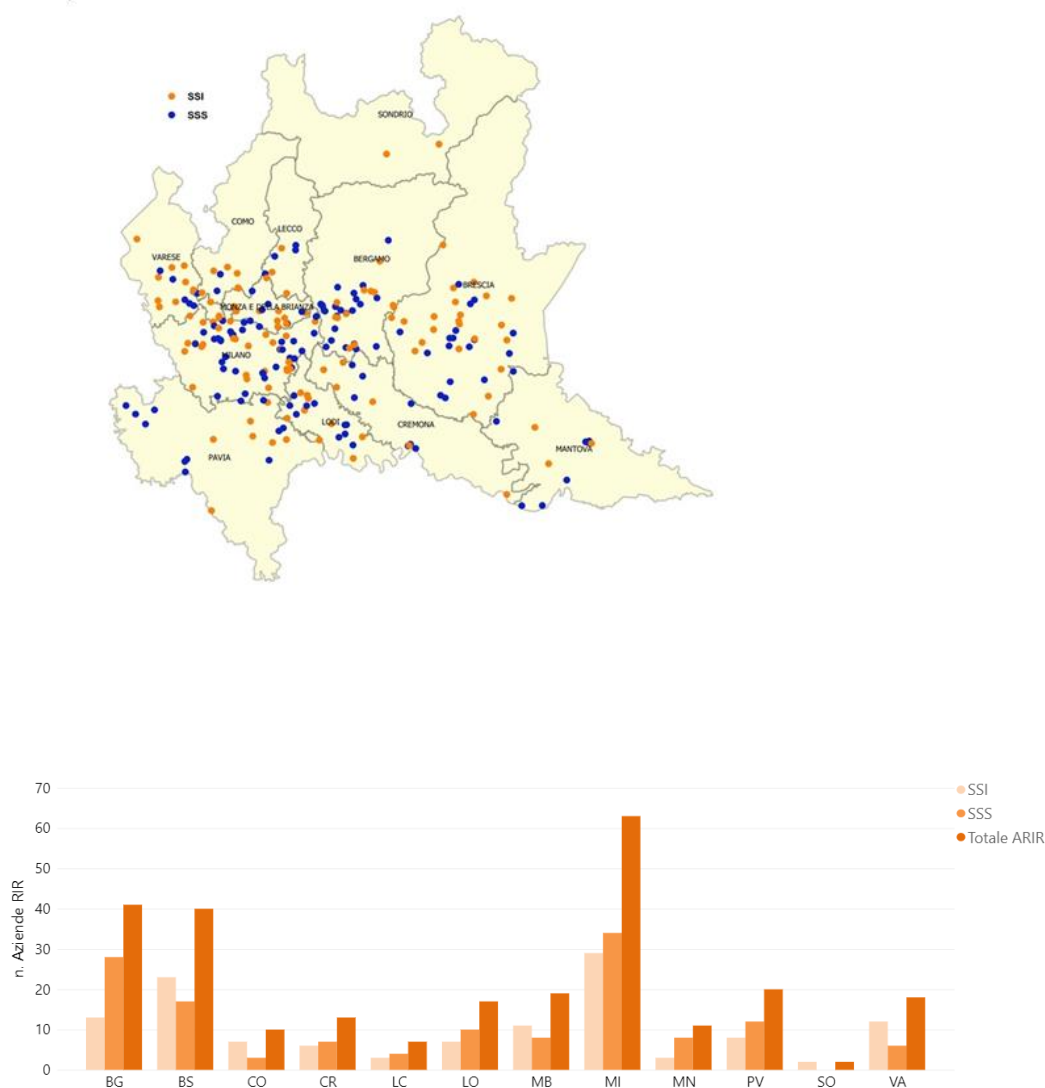 SSI
SSS
SONDRIO
COMO
LECCO
VARESE
BERGAMO
BRESCIA
MONZA E DELLA BRIANZA
MILANO
LODI
CREMONA
MANTOVA
PAVIA
70
60
50
40
30
20
10
0
n. Aziende RIR
SSI
SSS
Totale ARIR
BG BS CO CR LC LO MB MI MN PV SO VA